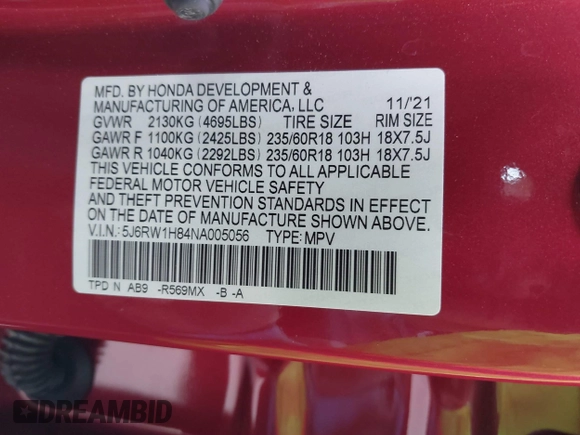 MFD. BY HONDA DEVELOPMENT &
MANUFACTURING OF AMERICA, LLC 11/'21
GVWR 2130KG (4695LBS) TIRE SIZE RIM SIZE
GAWR F 1100KG (2425LBS) 235/60R18 103H 18X7.5J
GAWR R 1040KG (2292LBS) 235/60R18 103H 18X7.5J
THIS VEHICLE CONFORMS TO ALL APPLICABLE
FEDERAL MOTOR VEHICLE SAFETY
AND THEFT PREVENTION STANDARDS IN EFFECT
ON THE DATE OF MANUFACTURE SHOWN ABOVE.
V.I.N.: 5J6RW1H84NA005056 TYPE: MPV
TPD N AB9 -R569MX -B -A
DREAMBID